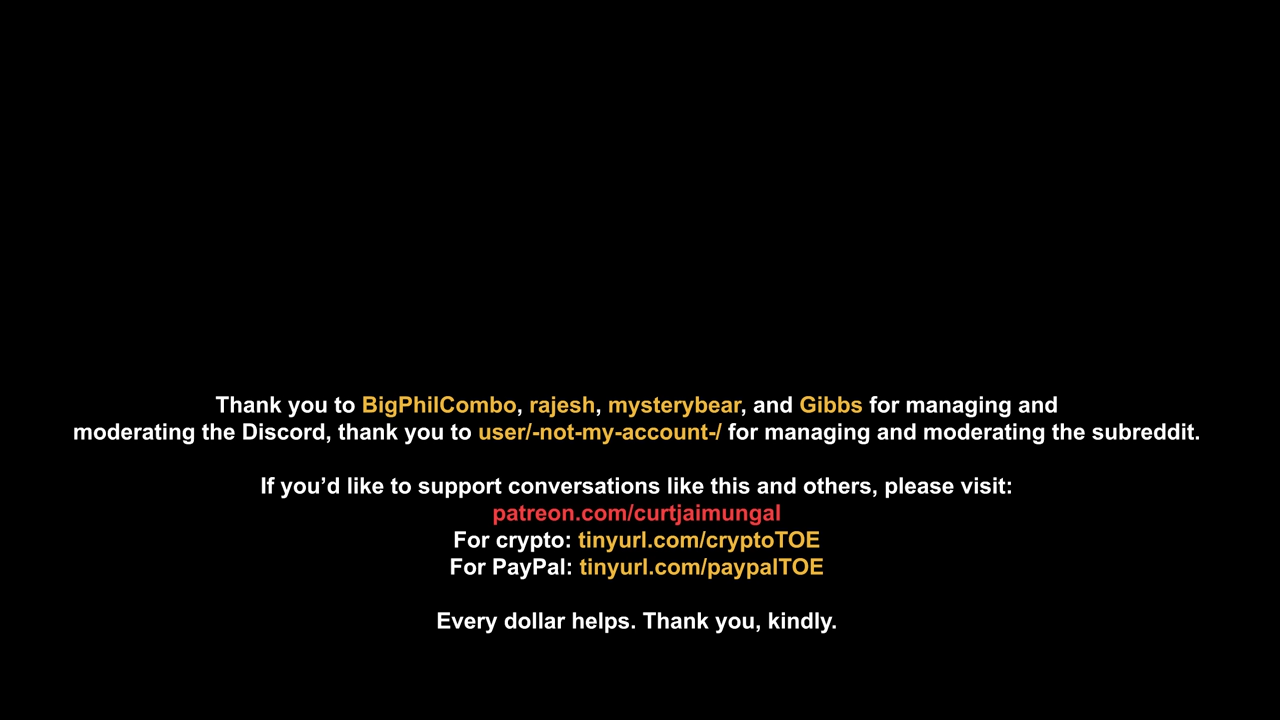 Thank you to BigPhilCombo, rajesh, mysterybear, and Gibbs for managing and
moderating the Discord, thank you to user/-not-my-account-/ for managing and moderating the subreddit.
If you’d like to support conversations like this and others, please visit:
patreon.com/curtjaimungal
For crypto: tinyurl.com/cryptoTOE
For PayPal: tinyurl.com/paypalTOE
Every dollar helps. Thank you, kindly.